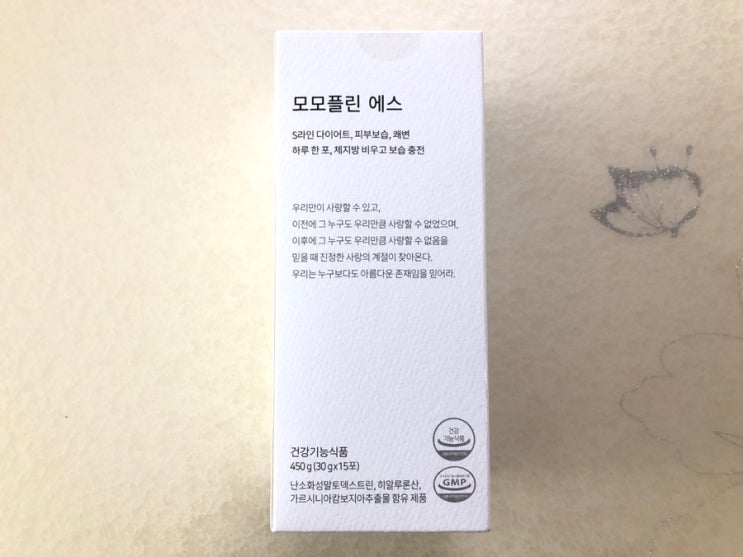 모모플린 에스
S라인 다이어트, 피부보습, 쾌변
하루 한 포, 체지방 비우고 보습 충전
우리만이 사랑할 수 있고,
이전에 그 누구도 우리만큼 사랑할 수 없었으며,
이후에 그 누구도 우리만큼 사랑할 수 없음을
믿을 때 진정한 사랑의 계절이 찾아온다.
우리는 누구보다도 아름다운 존재임을 믿어라.
건강
기능식품
건강기능식품
450 g (30 g x 15포)
GMP
난소화성말토덱스트린, 히알루론산,
가르시니아캄보지아추출물 함유 제품